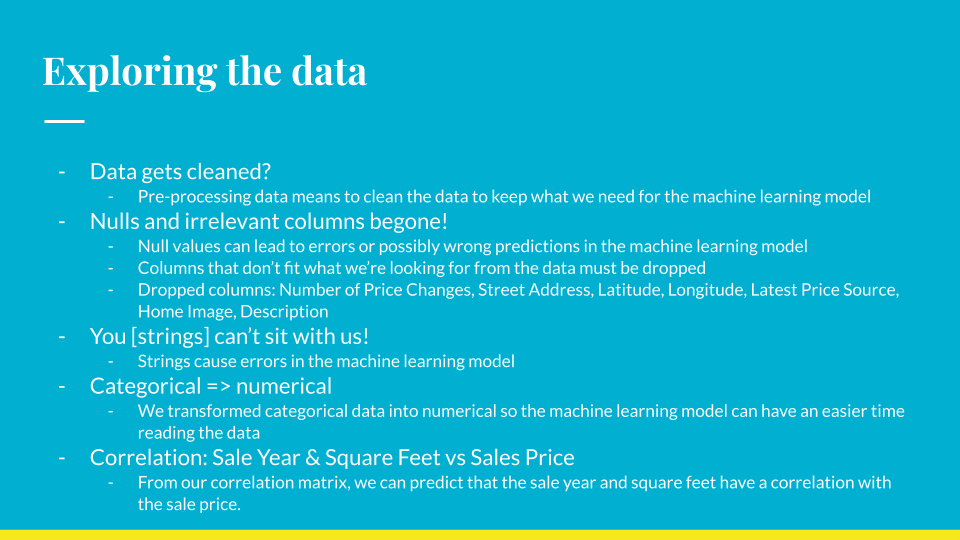 Exploring the data
- Data gets cleaned?
- Pre-processing data means to clean the data to keep what we need for the machine learning model
- Nulls and irrelevant columns begone!
- Null values can lead to errors or possibly wrong predictions in the machine learning model
- Columns that don’t fit what we’re looking for from the data must be dropped
- Dropped columns: Number of Price Changes, Street Address, Latitude, Longitude, Latest Price Source,
Home Image, Description
- You [strings] can’t sit with us!
- Strings cause errors in the machine learning model
- Categorical => numerical
- We transformed categorical data into numerical so the machine learning model can have an easier time
reading the data
- Correlation: Sale Year & Square Feet vs Sales Price
- From our correlation matrix, we can predict that the sale year and square feet have a correlation with
the sale price.